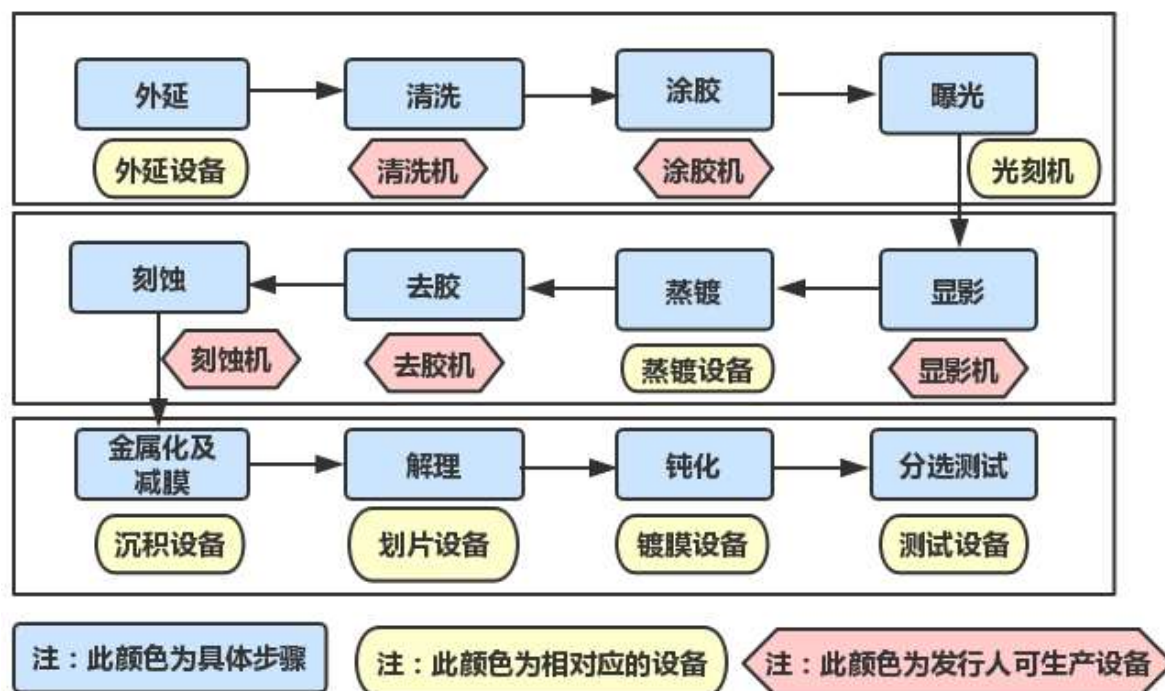 外延
清洗
涂胶
曝光
外延设备
清洗机
涂胶机
光刻机
刻蚀
去胶
蒸镀
显影
刻蚀机
去胶机
蒸镀设备
显影机
金属化及
减膜
解理
钝化
分选测试
沉积设备
划片设备
镀膜设备
测试设备
注：此颜色为具体步骤
注：此颜色为相对应的设备
注：此颜色为发行人可生产设备